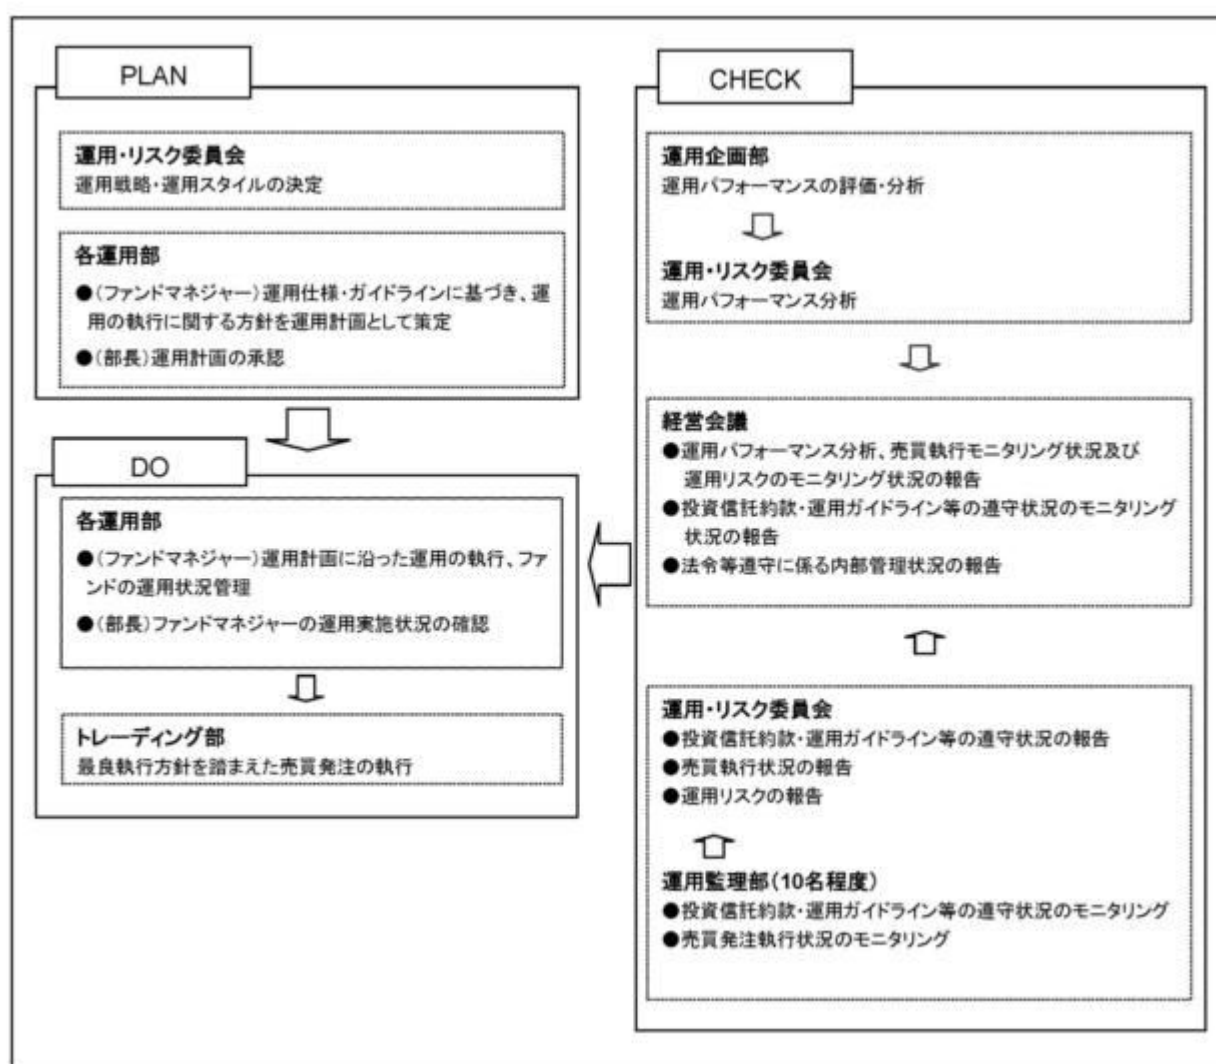 PLAN
運用・リスク委員会
運用戦略・運用スタイルの決定
各運用部
●(ファンドマネジャー)運用仕様・ガイドラインに基づき、運
用の執行に関する方針を運用計画として策定
●(部長)運用計画の承認
DO
各運用部
●(ファンドマネジャー)運用計画に沿った運用の執行、ファ
ンドの運用状況管理
●(部長)ファンドマネジャーの運用実施状況の確認
トレーディング部
最良執行方針を踏まえた売買発注の執行
CHECK
運用企画部
運用パフォーマンスの評価・分析
運用・リスク委員会
運用パフォーマンス分析
経営会議
●運用パフォーマンス分析、売買執行モニタリング状況及び
運用リスクのモニタリング状況の報告
●投資信託約款・運用ガイドライン等の遵守状況のモニタリング
状況の報告
●法令等遵守に係る内部管理状況の報告
運用・リスク委員会
●投資信託約款・運用ガイドライン等の遵守状況の報告
●売買執行状況の報告
●運用リスクの報告
運用監理部(10名程度)
●投資信託約款・運用ガイドライン等の遵守状況のモニタリング
●売買発注執行状況のモニタリング